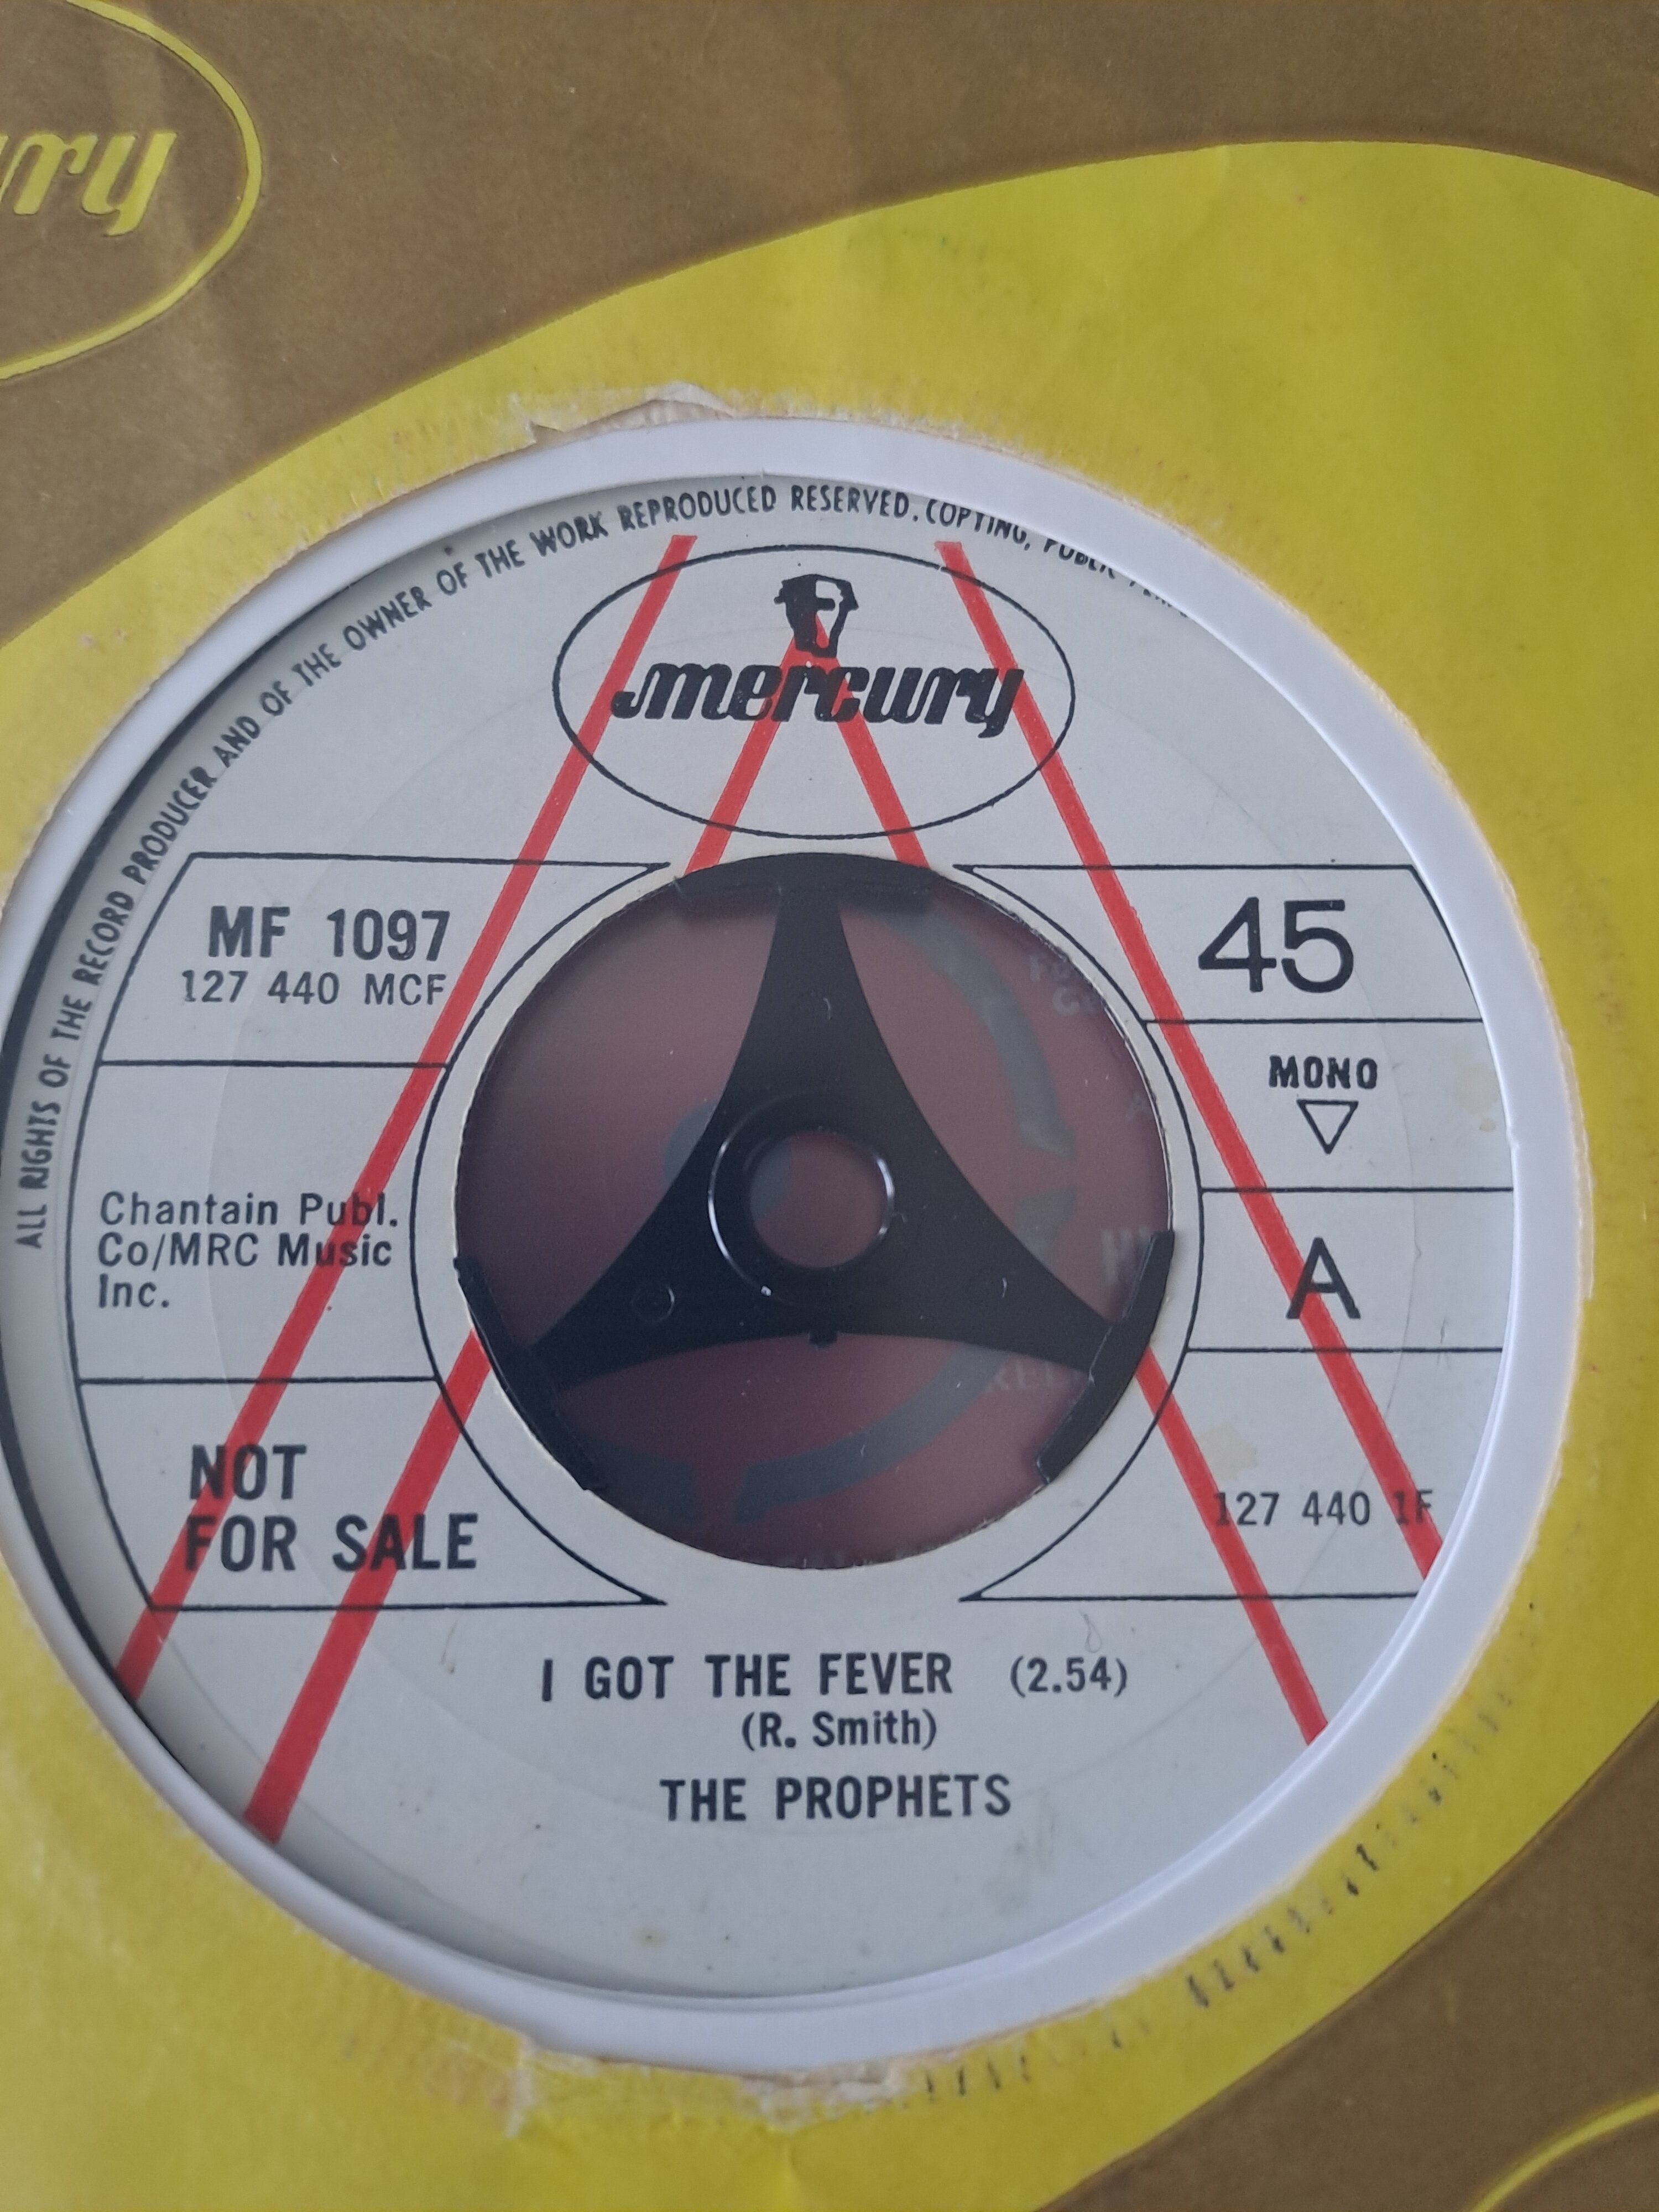 ury
ALL RIGHTS OF THE RECORD PRODUCER AND OF THE OWNER OF THE WORK REPRODUCED RESERVED. COPYING,
mercury
MF 1097
127 440 MCF
45
MONO
Chantain Publ.
Co/MRC Music
Inc.
A
NOT
FOR SALE
127 440 1F
I GOT THE FEVER (2.54)
(R. Smith)
THE PROPHETS